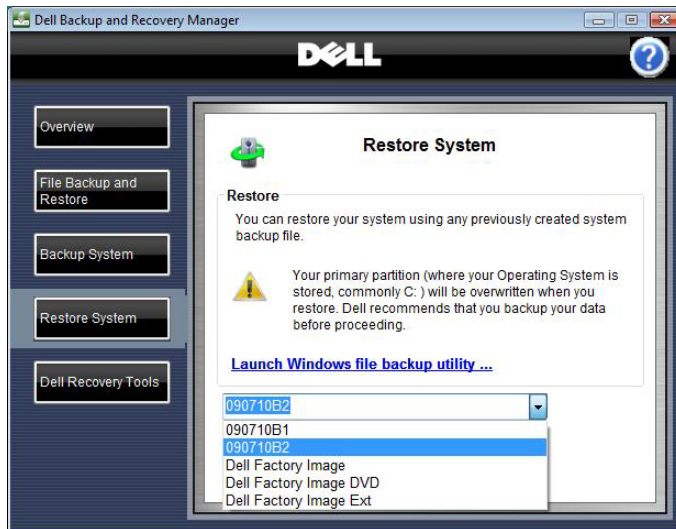 Dell Backup and Recovery Manager
DELL
?
Overview
File Backup and
Restore
Backup System
Restore System
Dell Recovery Tools
Restore System
Restore
You can restore your system using any previously created system
backup file.
Your primary partition (where your Operating System is
stored, commonly C: ) will be overwritten when you
restore. Dell recommends that you backup your data
before proceeding.
Launch Windows file backup utility ...
090710B2
090710B1
090710B2
Dell Factory Image
Dell Factory Image DVD
Dell Factory Image Ext